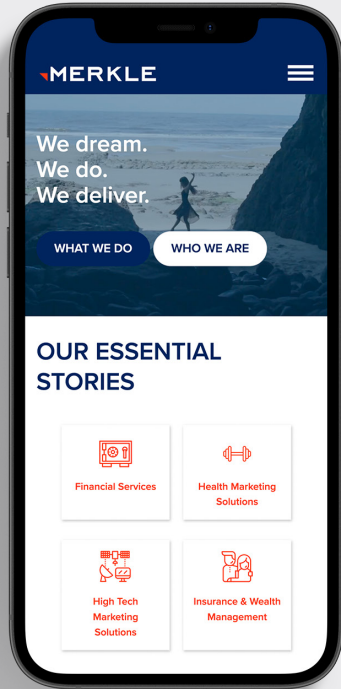 MERKLE
We dream.
We do.
We deliver.
WHAT WE DO
WHO WE ARE
OUR ESSENTIAL
STORIES
Financial Services
Health Marketing
Solutions
High Tech
Marketing
Solutions
Insurance & Wealth
Management